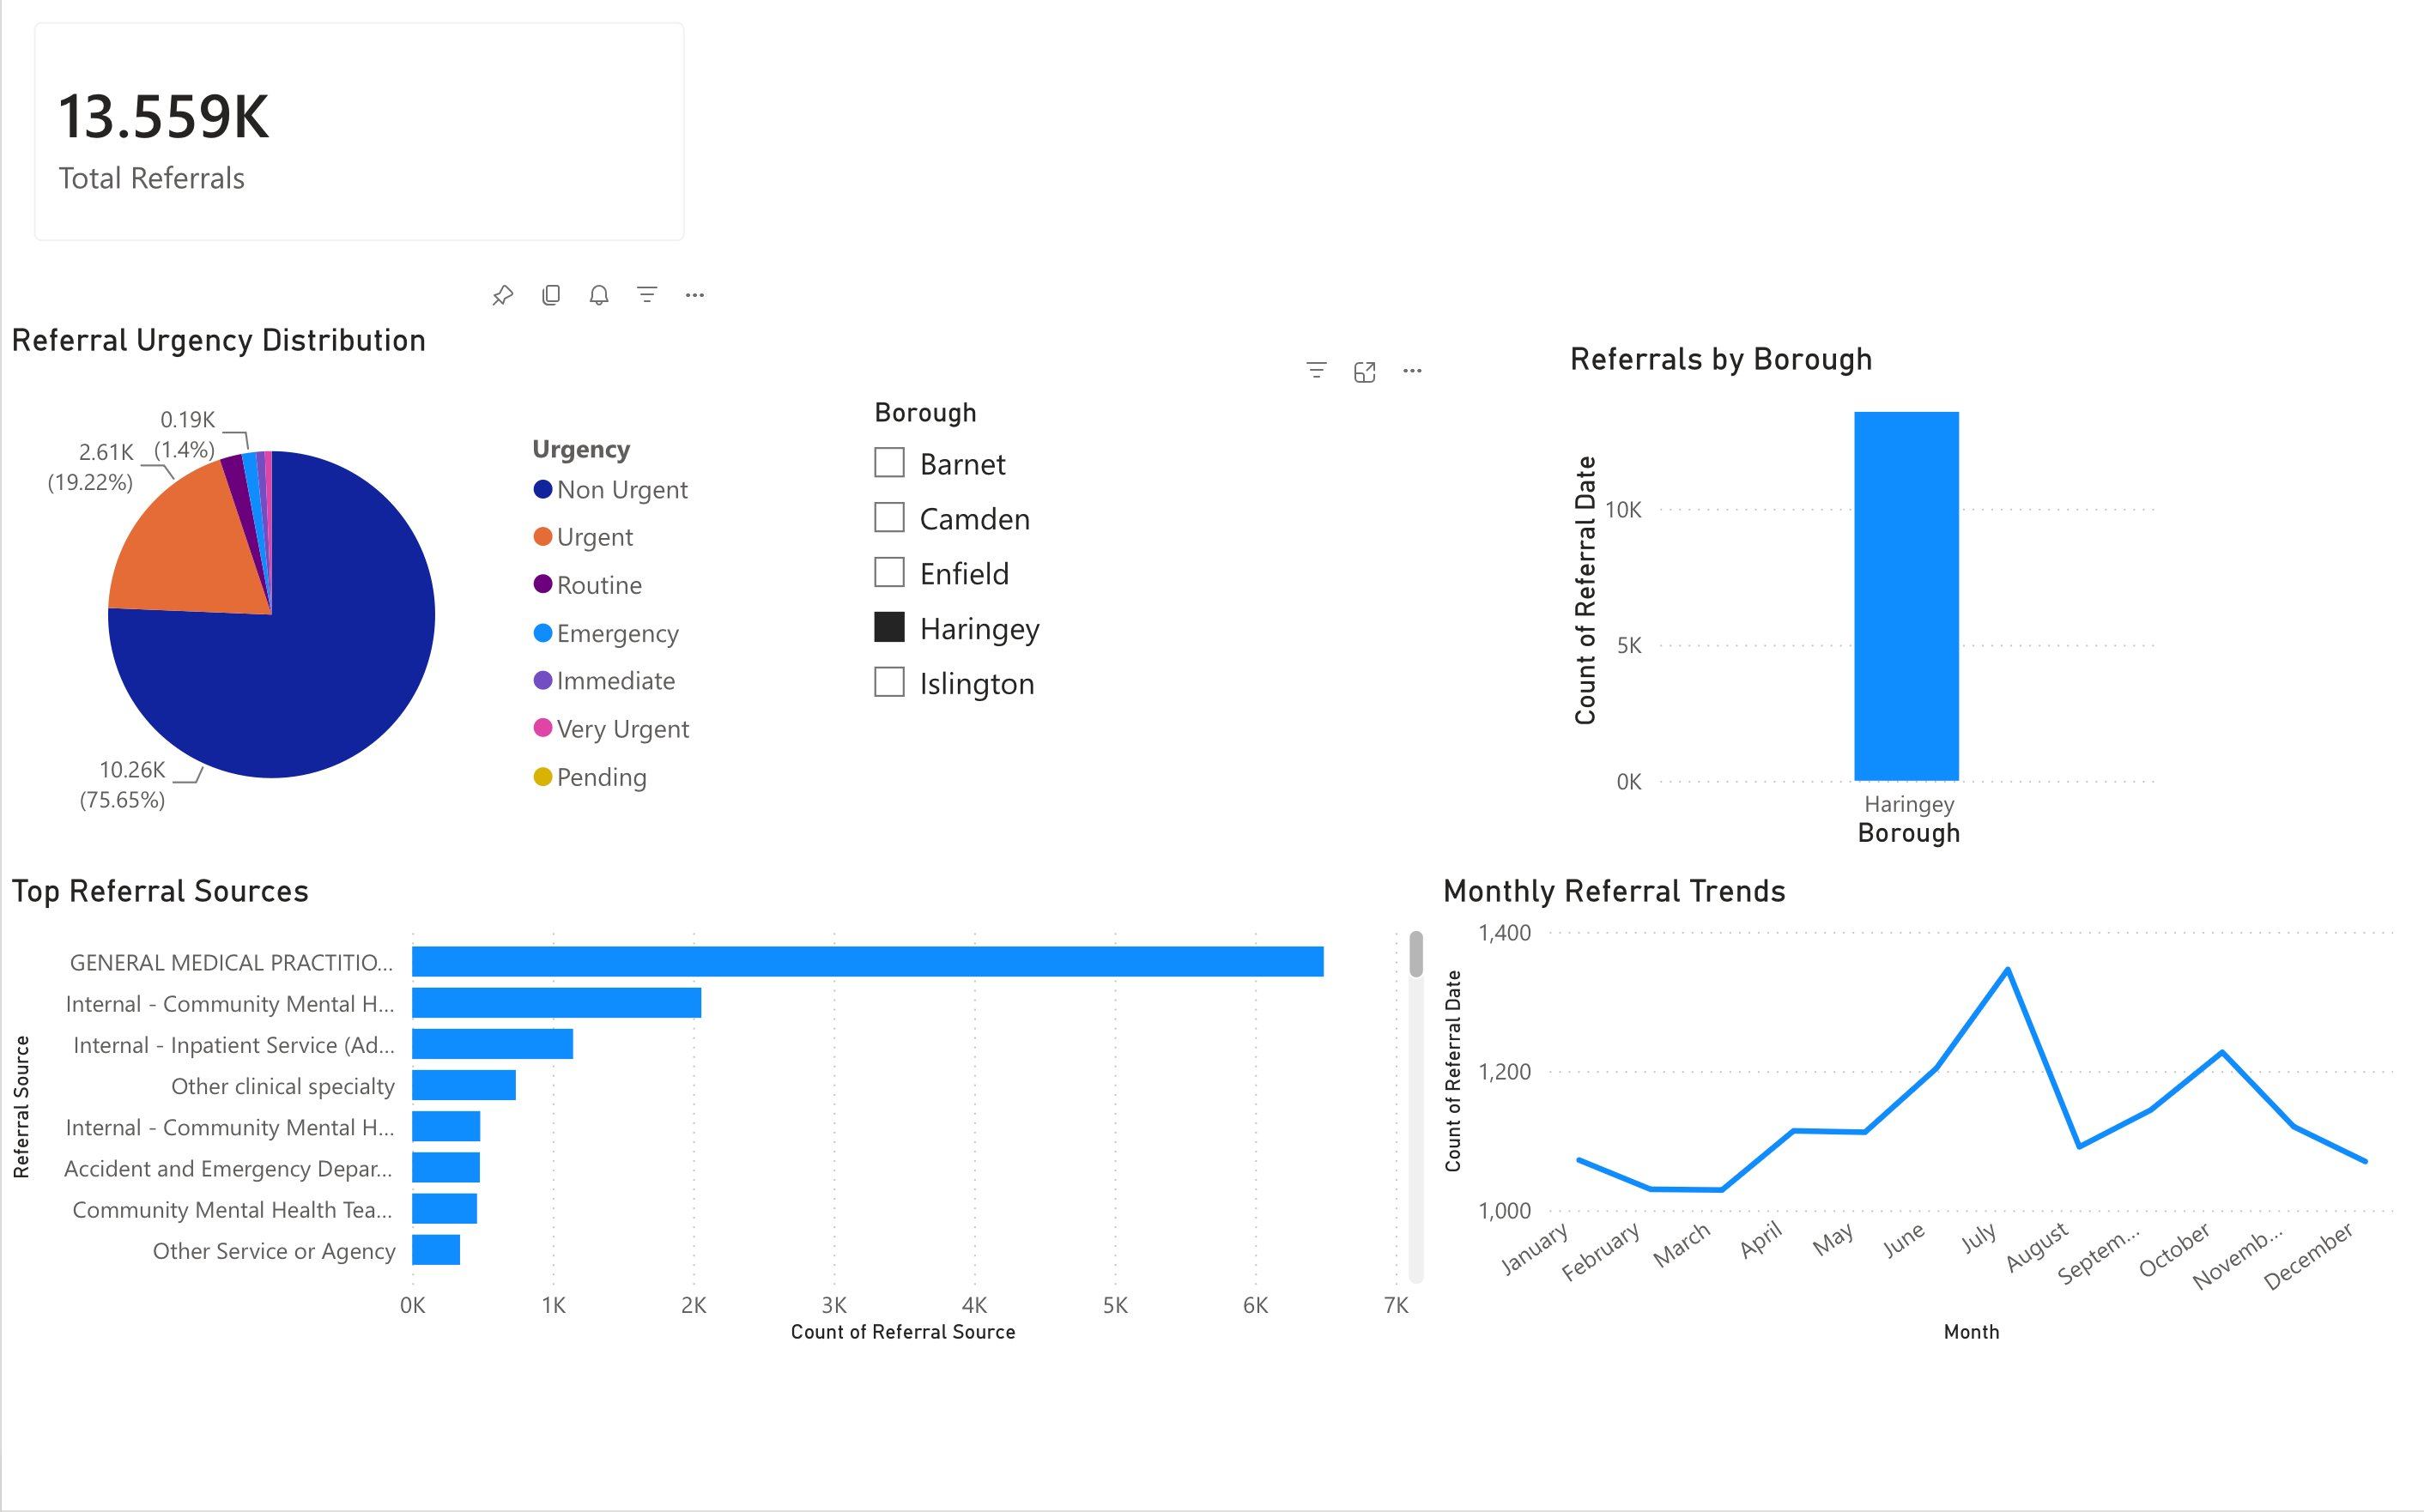 13.559K
Total Referrals
Referral Urgency Distribution
0.19K
(1.4%)
2.61K
(19.22%)
10.26K
(75.65%)
Urgency
Non Urgent
Urgent
Routine
Emergency
Immediate
Very Urgent
Pending
Borough
Barnet
Camden
Enfield
Haringey
Islington
Referrals by Borough
Count of Referral Date
10K
5K
0K
Haringey
Borough
Top Referral Sources
Referral Source
GENERAL MEDICAL PRACTITIO...
Internal - Community Mental H...
Internal - Inpatient Service (Ad...
Other clinical specialty
Internal - Community Mental H...
Accident and Emergency Depar...
Community Mental Health Tea...
Other Service or Agency
0K 1K 2K 3K 4K 5K 6K 7K
Count of Referral Source
Monthly Referral Trends
Count of Referral Date
1,400
1,200
1,000
January February March April May June July August Septem... October Novemb... December
Month